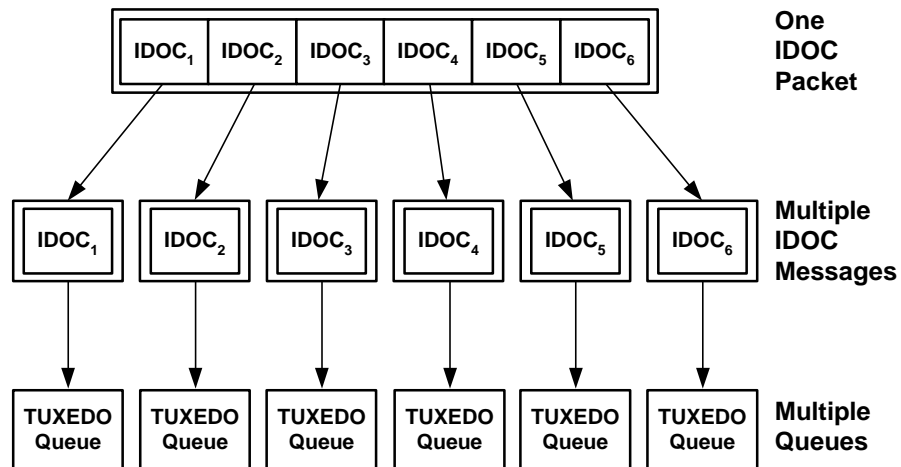 IDOC1 IDOC2 IDOC3 IDOC4 IDOC5 IDOC6
One
IDOC
Packet
IDOC1 IDOC2 IDOC3 IDOC4 IDOC5 IDOC6
Multiple
IDOC
Messages
TUXEDO TUXEDO TUXEDO TUXEDO TUXEDO TUXEDO
Queue Queue Queue Queue Queue Queue
Multiple
Queues